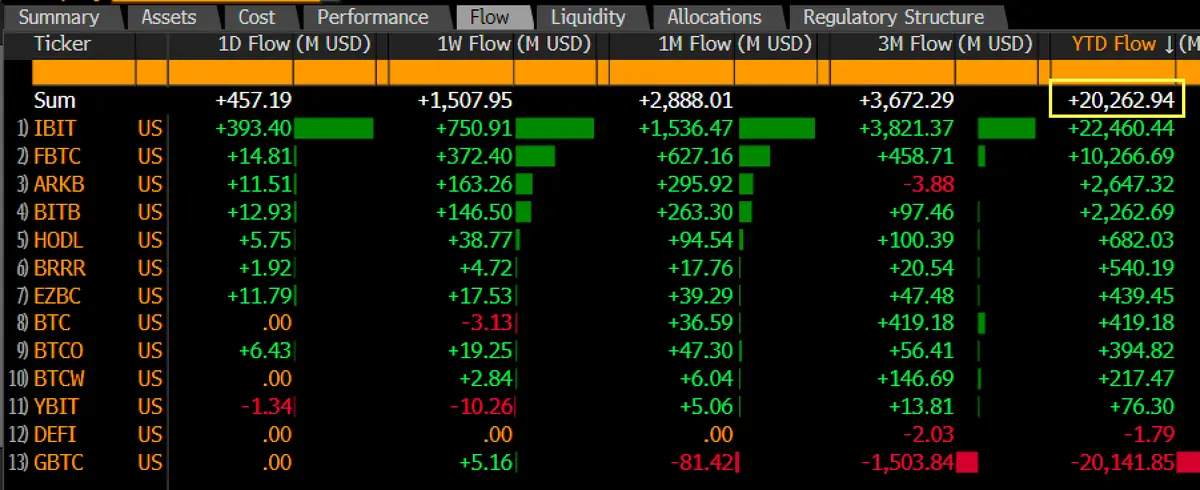 Summary Assets Cost Performance Flow Liquidity Allocations Regulatory Structure
Ticker 1D Flow (M USD) 1W Flow (M USD) 1M Flow (M USD) 3M Flow (M USD) YTD Flow ↓ (M
Sum +457.19 +1,507.95 +2,888.01 +3,672.29 +20,262.94
1) IBIT US +393.40 +750.91 +1,536.47 +3,821.37 +22,460.44
2) FBTC US +14.81 +372.40 +627.16 +458.71 +10,266.69
3) ARKB US +11.51 +163.26 +295.92 -3.88 +2,647.32
4) BITB US +12.93 +146.50 +263.30 +97.46 +2,262.69
5) HODL US +5.75 +38.77 +94.54 +100.39 +682.03
6) BRRR US +1.92 +4.72 +17.76 +20.54 +540.19
7) EZBC US +11.79 +17.53 +39.29 +47.48 +439.45
8) BTC US .00 -3.13 +36.59 +419.18 +419.18
9) BTCO US +6.43 +19.25 +47.30 +56.41 +394.82
10) BTCW US .00 +2.84 +6.04 +146.69 +217.47
11) YBIT US -1.34 -10.26 +5.06 +13.81 +76.30
12) DEFI US .00 .00 .00 -2.03 -1.79
13) GBTC US .00 +5.16 -81.42 -1,503.84 -20,141.85